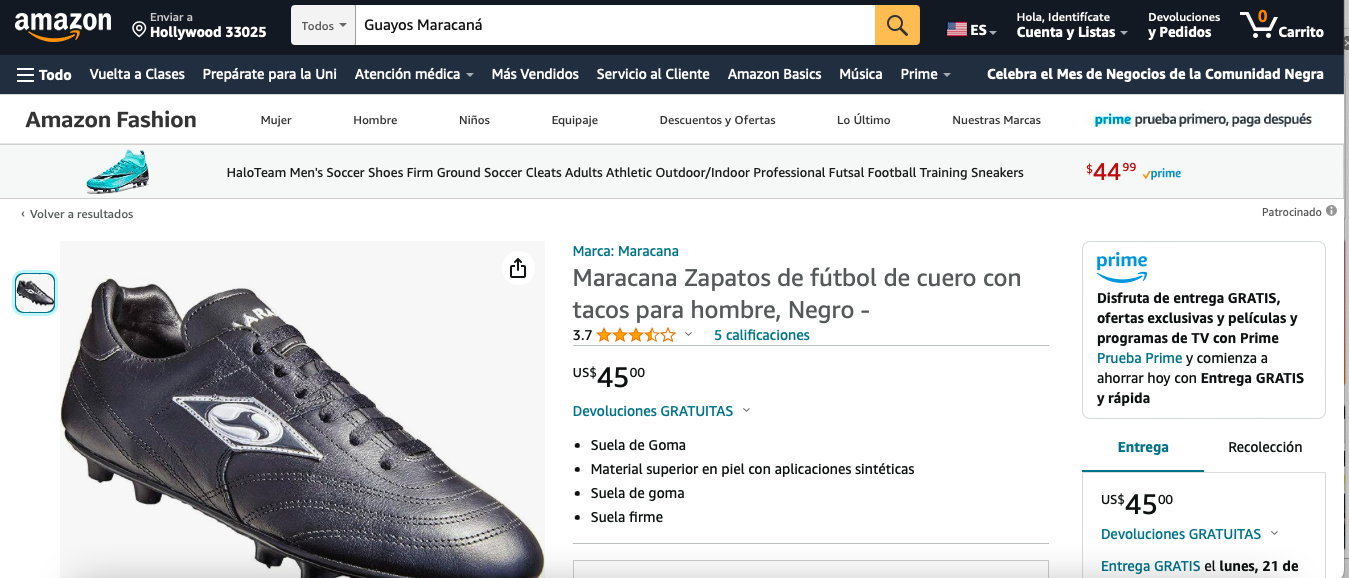 amazon
Enviar a
Hollywood 33025
Todos
Guayos Maracaná
ES
Hola, Identifícate
Cuenta y Listas
Devoluciones
y Pedidos
0
Carrito
Todo
Vuelta a Clases
Prepárate para la Uni
Atención médica
Más Vendidos
Servicio al Cliente
Amazon Basics
Música
Prime
Celebra el Mes de Negocios de la Comunidad Negra
Amazon Fashion
Mujer
Hombre
Niños
Equipaje
Descuentos y Ofertas
Lo Último
Nuestras Marcas
prime prueba primero, paga después
HaloTeam Men's Soccer Shoes Firm Ground Soccer Cleats Adults Athletic Outdoor/Indoor Professional Futsal Football Training Sneakers
$44 99 prime
‹ Volver a resultados
Patrocinado
Marca: Maracana
Maracana Zapatos de fútbol de cuero con
tacos para hombre, Negro -
3.7
5 calificaciones
US$45 00
Devoluciones GRATUITAS
• Suela de Goma
• Material superior en piel con aplicaciones sintéticas
• Suela de goma
• Suela firme
prime
Disfruta de entrega GRATIS,
ofertas exclusivas y películas y
programas de TV con Prime
Prueba Prime y comienza a
ahorrar hoy con Entrega GRATIS
y rápida
Entrega
Recolección
US$45 00
Devoluciones GRATUITAS
Entrega GRATIS el lunes, 21 de